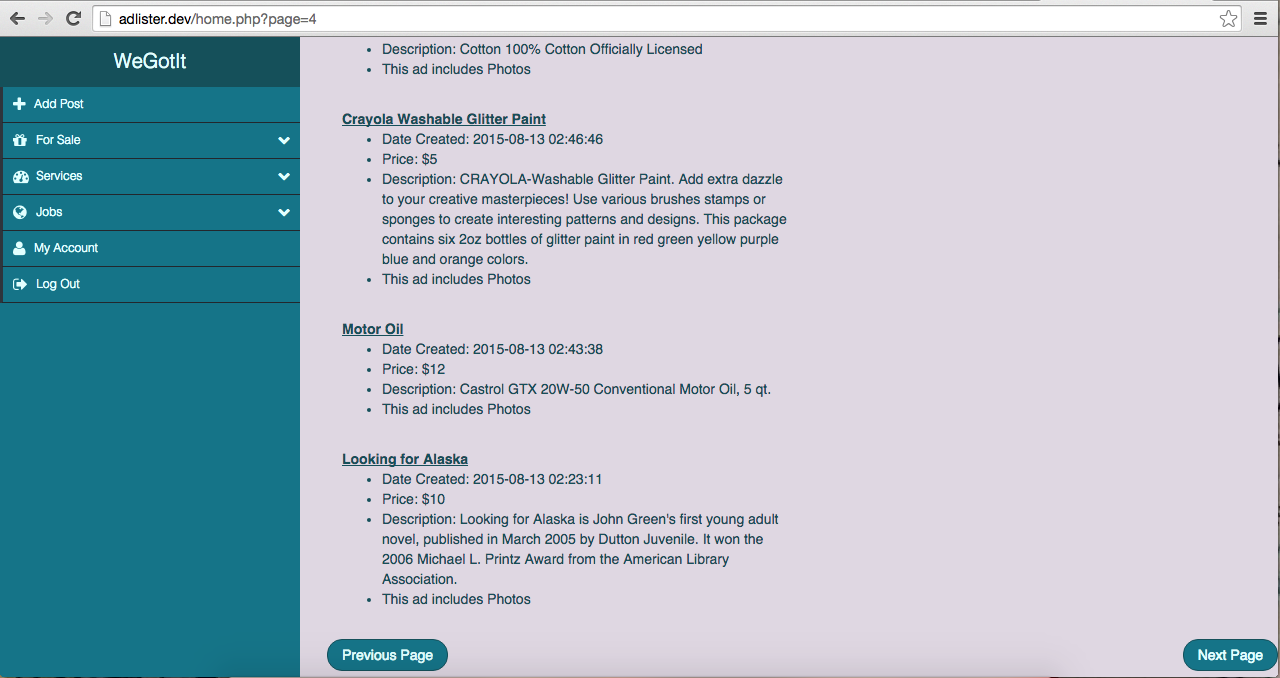 adlister.dev/home.php?page=4
WeGotIt
Add Post
For Sale
Services
Jobs
My Account
Log Out
Description: Cotton 100% Cotton Officially Licensed
This ad includes Photos
Crayola Washable Glitter Paint
Date Created: 2015-08-13 02:46:46
Price: $5
Description: CRAYOLA-Washable Glitter Paint. Add extra dazzle
to your creative masterpieces! Use various brushes stamps or
sponges to create interesting patterns and designs. This package
contains six 2oz bottles of glitter paint in red green yellow purple
blue and orange colors.
This ad includes Photos
Motor Oil
Date Created: 2015-08-13 02:43:38
Price: $12
Description: Castrol GTX 20W-50 Conventional Motor Oil, 5 qt.
This ad includes Photos
Looking for Alaska
Date Created: 2015-08-13 02:23:11
Price: $10
Description: Looking for Alaska is John Green's first young adult
novel, published in March 2005 by Dutton Juvenile. It won the
2006 Michael L. Printz Award from the American Library
Association.
This ad includes Photos
Previous Page
Next Page